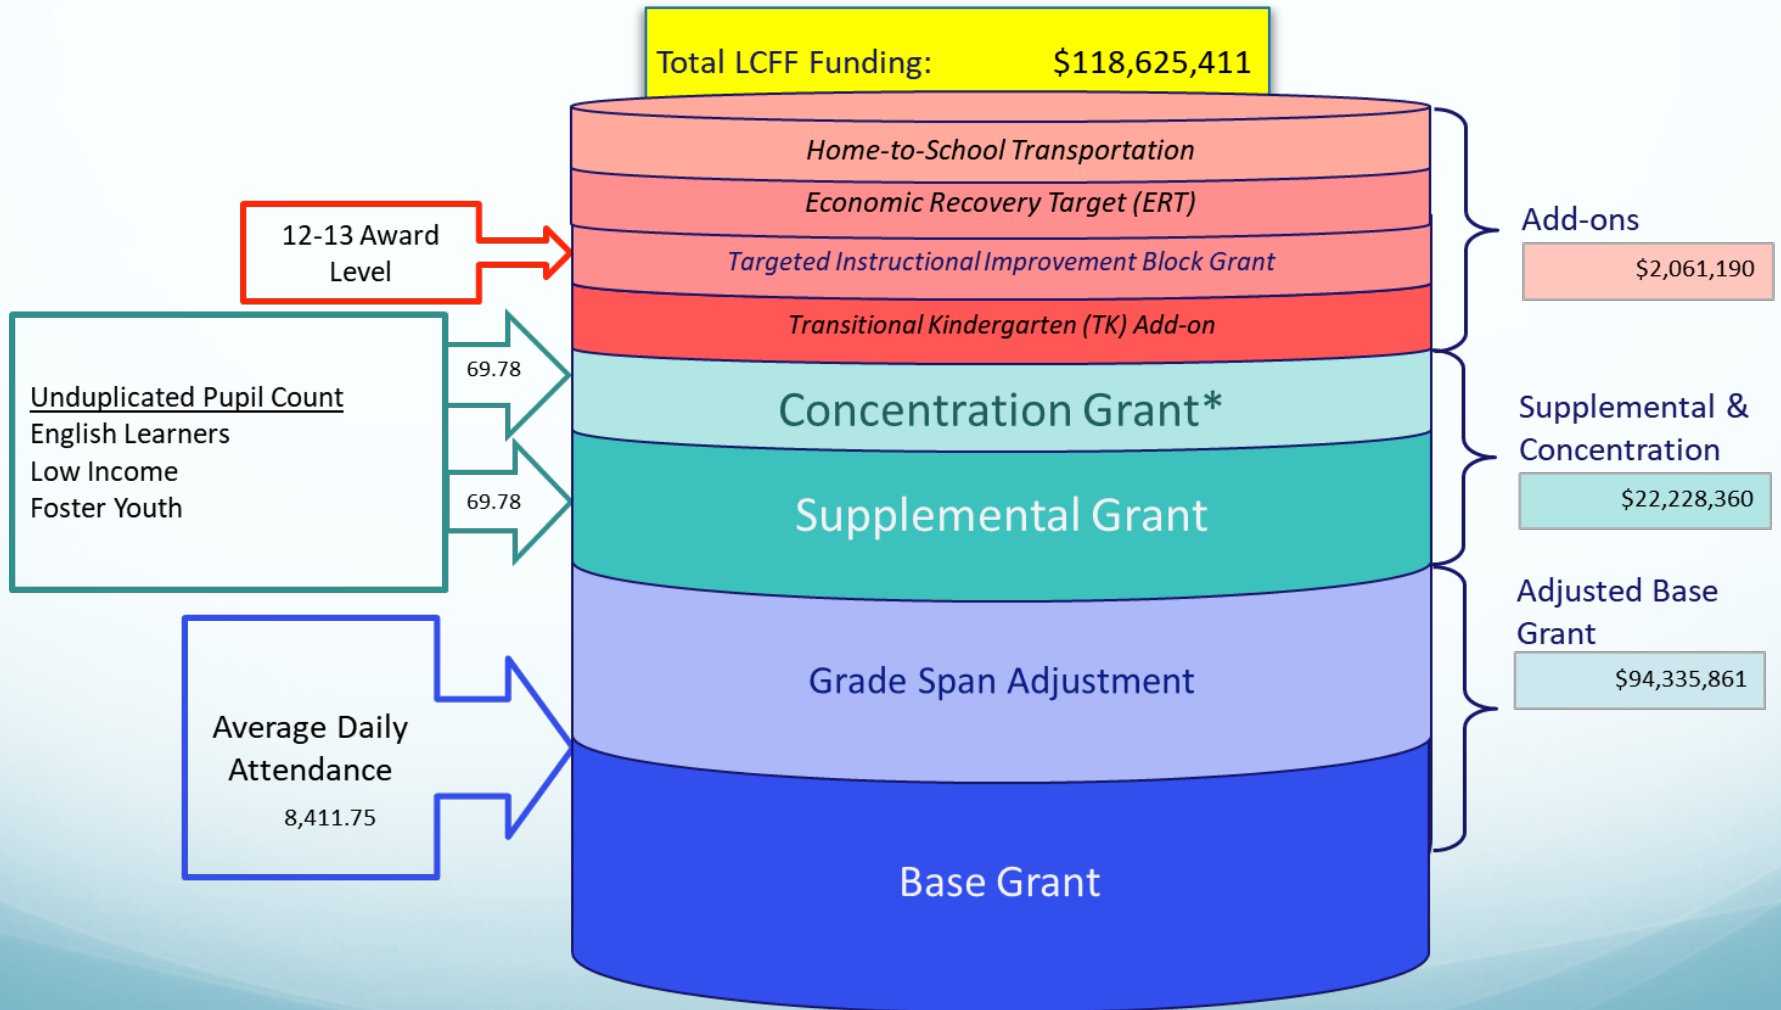 Total LCFF Funding: $118,625,411
Home-to-School Transportation
Economic Recovery Target (ERT)
Targeted Instructional Improvement Block Grant
Transitional Kindergarten (TK) Add-on
Concentration Grant*
Supplemental Grant
Grade Span Adjustment
Base Grant
12-13 Award
Level
Unduplicated Pupil Count
English Learners
Low Income
Foster Youth
69.78
69.78
Average Daily
Attendance
8,411.75
Add-ons
$2,061,190
Supplemental &
Concentration
$22,228,360
Adjusted Base
Grant
$94,335,861